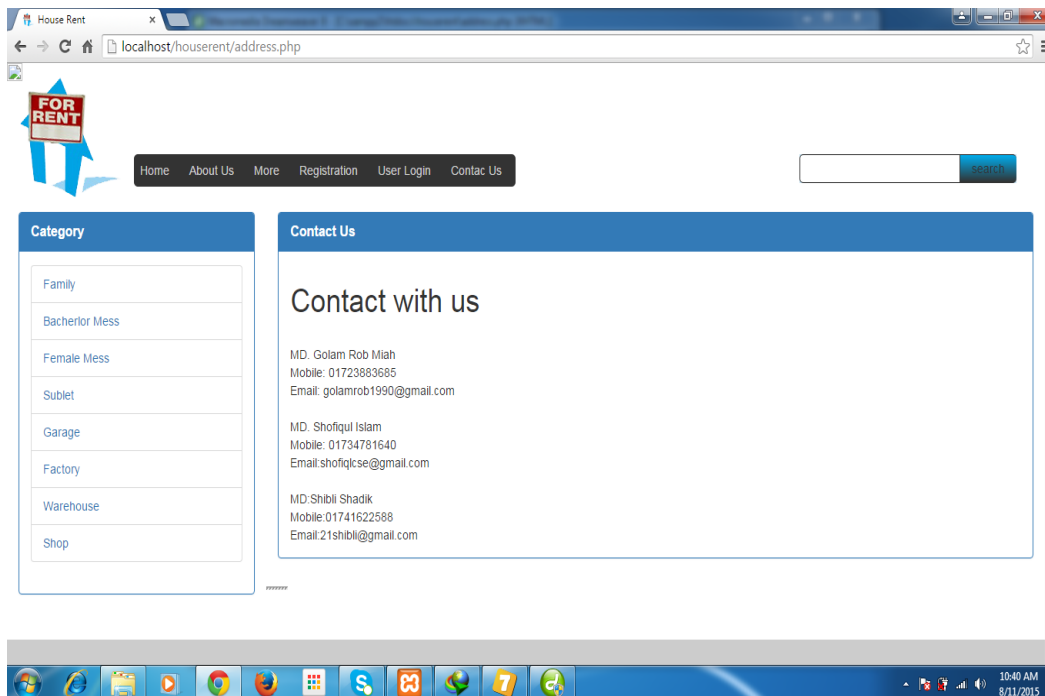 House Rent
localhost/houserent/address.php
FOR
RENT
Home About Us More Registration User Login Contac Us
search
Category
Family
Bacherlor Mess
Female Mess
Sublet
Garage
Factory
Warehouse
Shop
Contact Us
Contact with us
MD. Golam Rob Miah
Mobile: 01723883685
Email: golamrob1990@gmail.com
MD. Shofiqul Islam
Mobile: 01734781640
Email:shofiqlcse@gmail.com
MD:Shibli Shadik
Mobile:01741622588
Email:21shibli@gmail.com
10:40 AM
8/11/2015